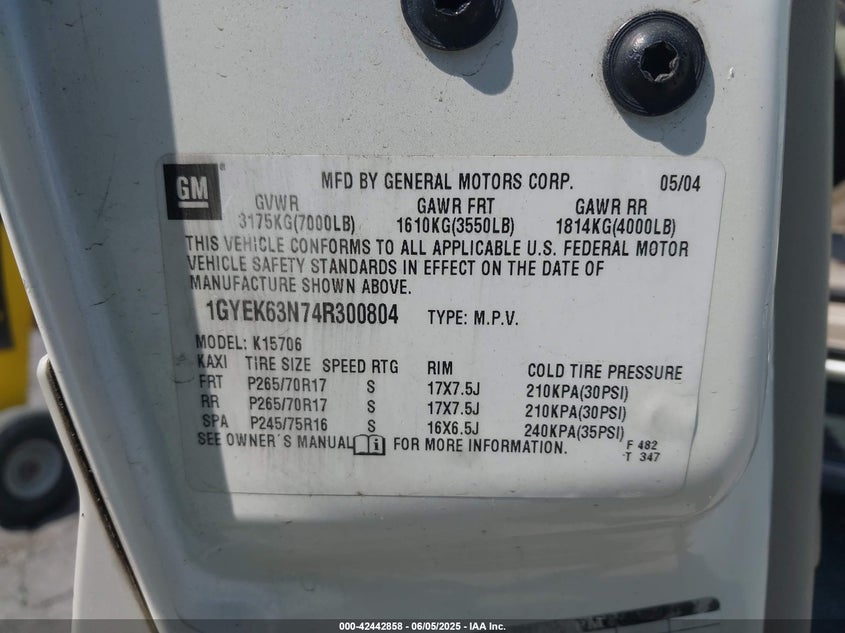 GM
MFD BY GENERAL MOTORS CORP. 05/04
GVWR GAWR FRT GAWR RR
3175KG(7000LB) 1610KG(3550LB) 1814KG(4000LB)
THIS VEHICLE CONFORMS TO ALL APPLICABLE U.S. FEDERAL MOTOR
VEHICLE SAFETY STANDARDS IN EFFECT ON THE DATE OF
MANUFACTURE SHOWN ABOVE.
1GYEK63N74R300804 TYPE: M.P.V.
MODEL: K15706
KAXI TIRE SIZE SPEED RTG RIM COLD TIRE PRESSURE
FRT P265/70R17 S 17X7.5J 210KPA(30PSI)
RR P265/70R17 S 17X7.5J 210KPA(30PSI)
SPA P245/75R16 S 16X6.5J 240KPA(35PSI)
SEE OWNER'S MANUAL i FOR MORE INFORMATION.
F 482
T 347
000-42442858 - 06/05/2025 - IAA Inc.